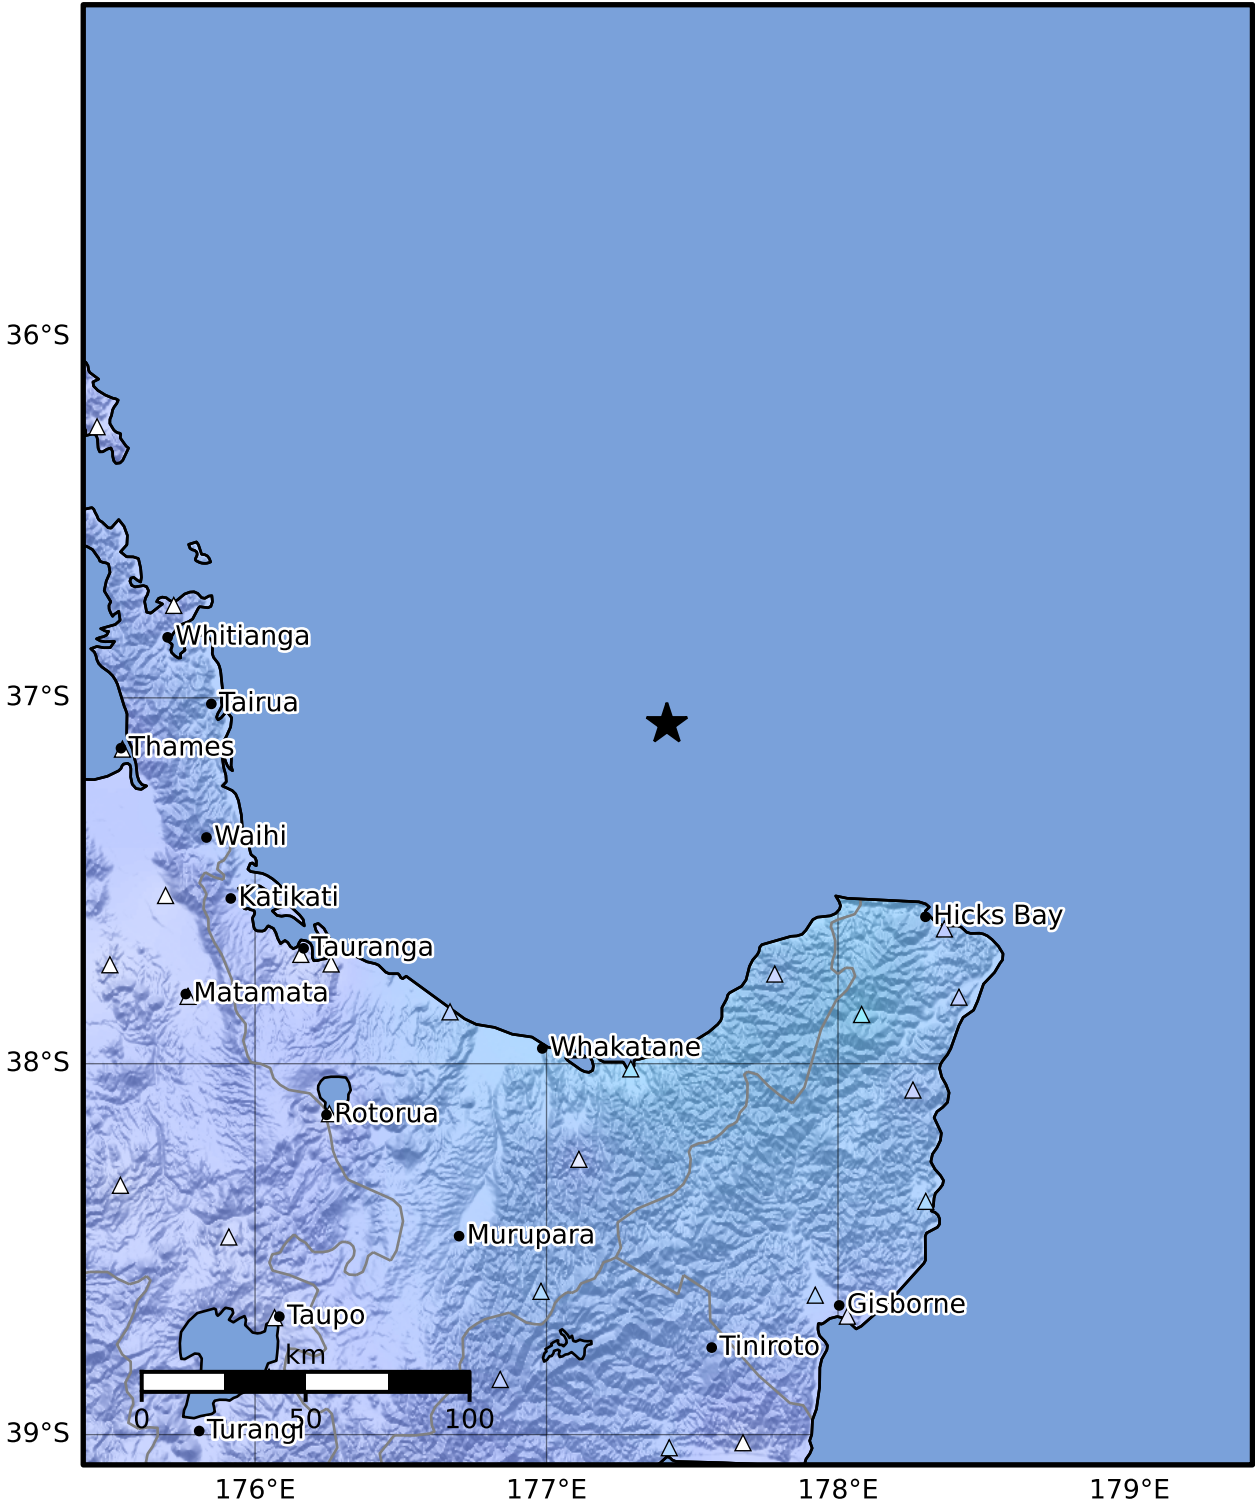 36°S
Whitianga
37°S
Tairua
Thames
Waihi
Katikati
Hicks Bay
Tauranga
Matamata
Whakatane
38°S
Rotorua
Murupara
Gisborne
Taupo
Tiniroto
km
0 50 100
Turangi
39°S
176°E 177°E 178°E 179°E